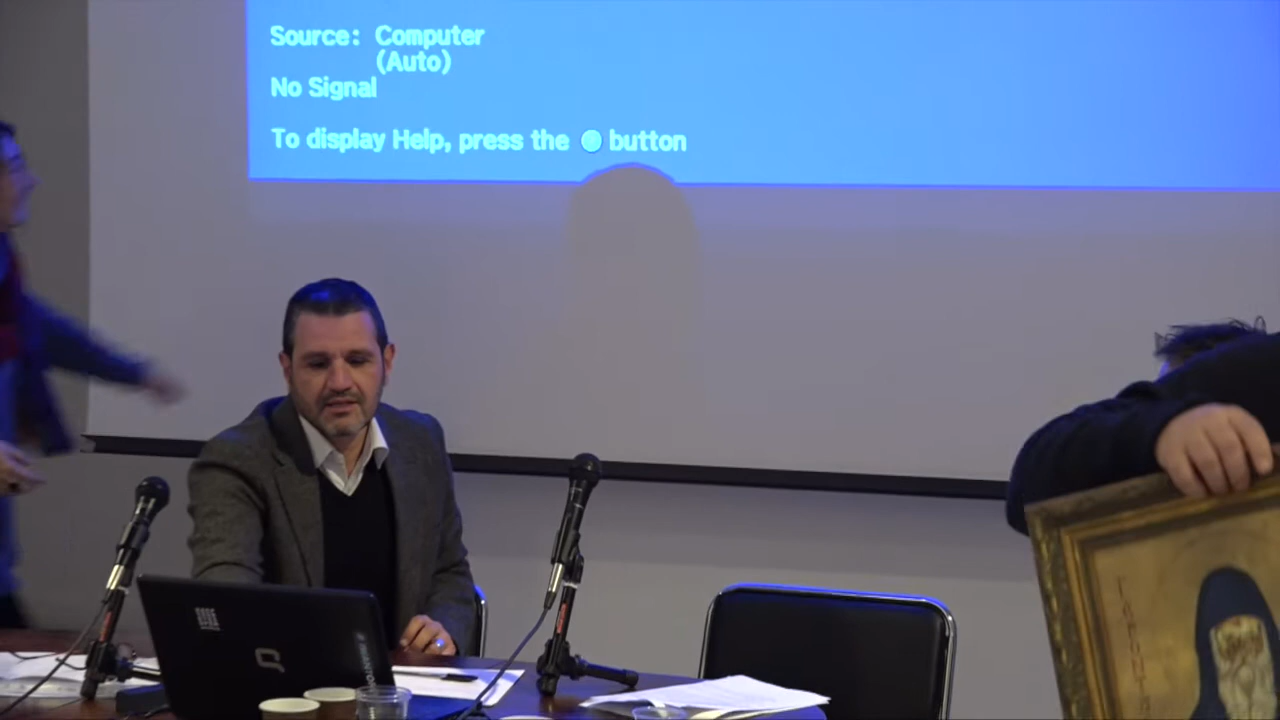 Source: Computer
(Auto)
No Signal
To display Help, press the button